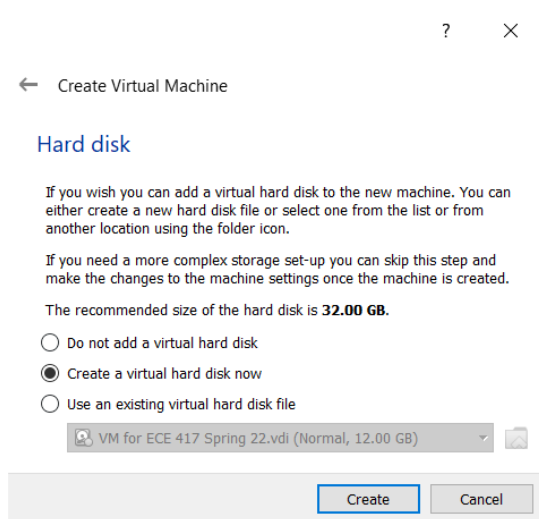 ?
Create Virtual Machine
Hard disk
If you wish you can add a virtual hard disk to the new machine. You can
either create a new hard disk file or select one from the list or from
another location using the folder icon.
If you need a more complex storage set-up you can skip this step and
make the changes to the machine settings once the machine is created.
The recommended size of the hard disk is 32.00 GB.
Do not add a virtual hard disk
Create a virtual hard disk now
Use an existing virtual hard disk file
VM for ECE 417 Spring 22.vdi (Normal, 12.00 GB)
Create Cancel